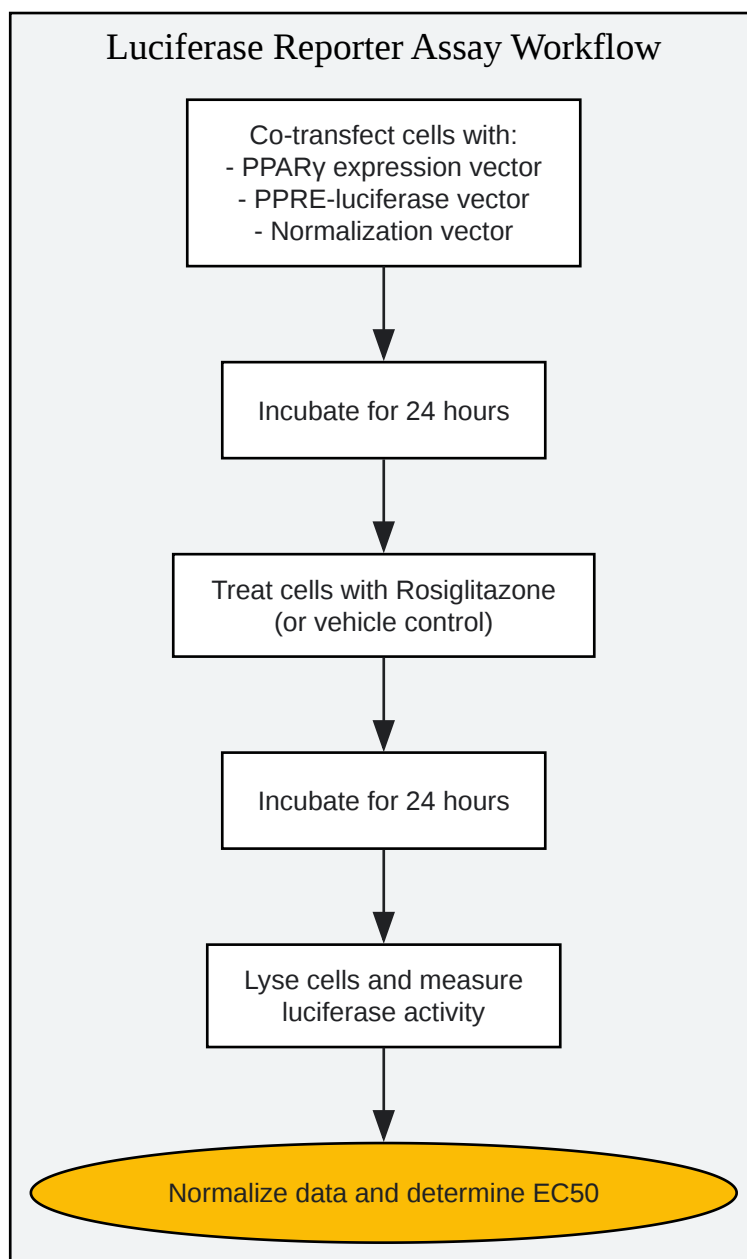 Luciferase Reporter Assay Workflow
Co-transfect cells with:
- PPARγ expression vector
- PPRE-luciferase vector
- Normalization vector
Incubate for 24 hours
Treat cells with Rosiglitazone
(or vehicle control)
Incubate for 24 hours
Lyse cells and measure
luciferase activity
Normalize data and determine EC50